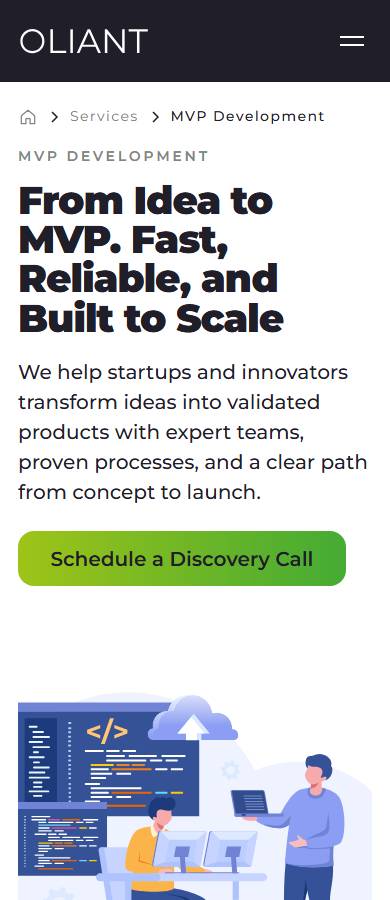 OLIANT
Services MVP Development
MVP DEVELOPMENT
From Idea to
MVP. Fast,
Reliable, and
Built to Scale
We help startups and innovators
transform ideas into validated
products with expert teams,
proven processes, and a clear path
from concept to launch.
Schedule a Discovery Call
</>